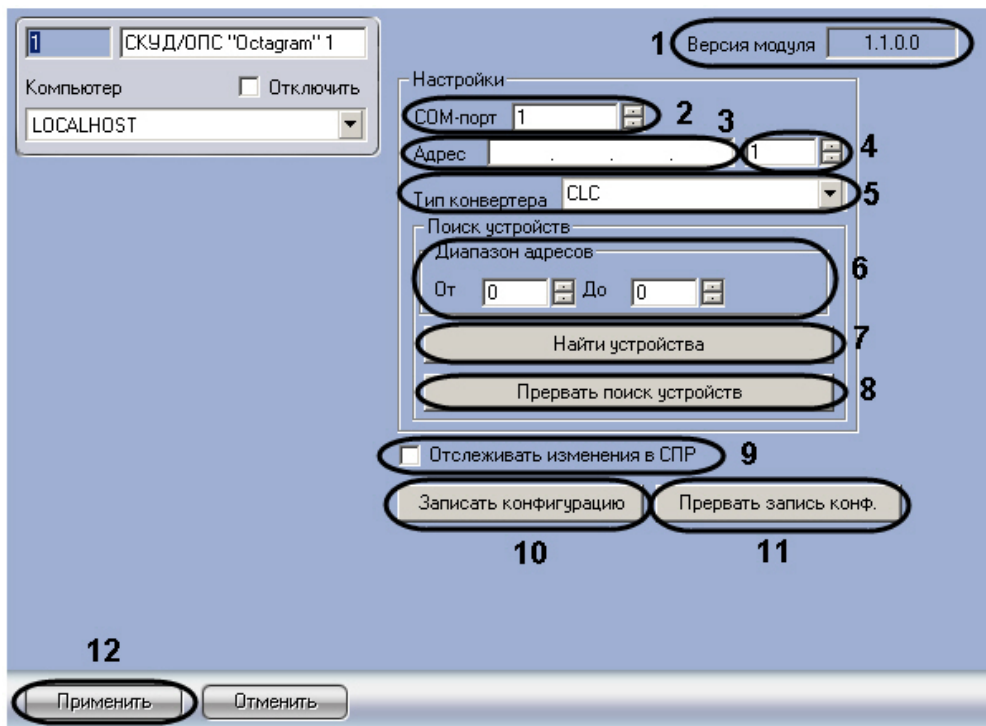 1 СКУД/ОПС "Octagram" 1
Компьютер Отключить
LOCALHOST
1 Версия модуля 1.1.0.0
Настройки
COM-порт 1 2
Адрес . . . 3 1 4
Тип конвертера CLC 5
Поиск устройств
Диапазон адресов
От 0 До 0 6
Найти устройства 7
Прервать поиск устройств 8
Отслеживать изменения в СПР 9
Записать конфигурацию Прервать запись конф.
10 11
12
Применить Отменить